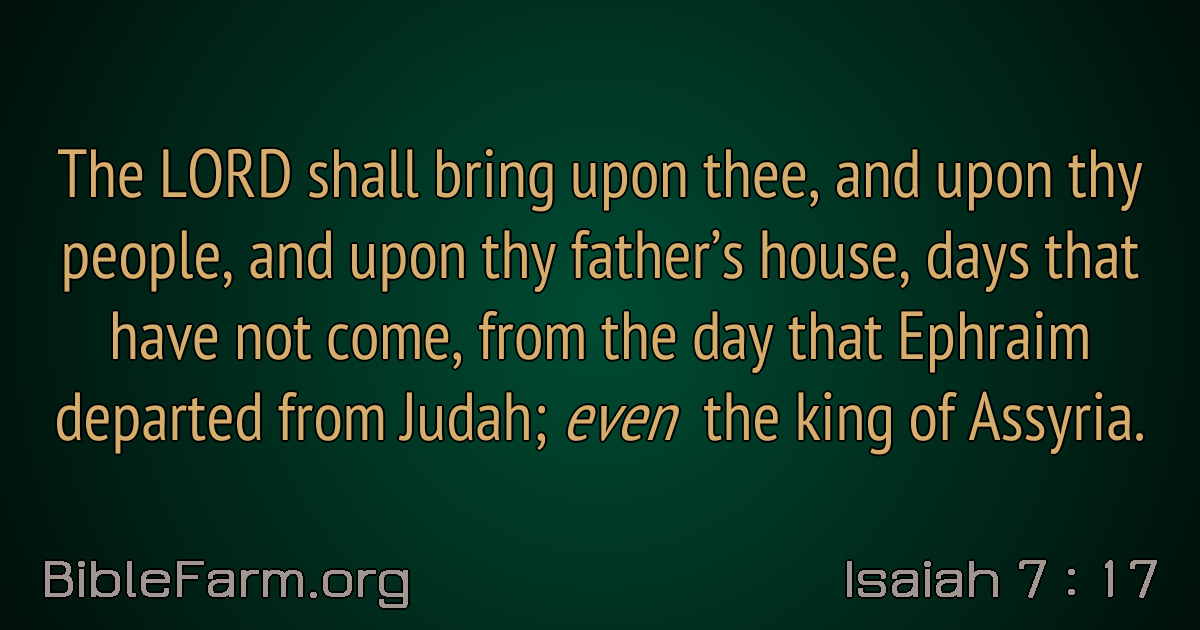 The LORD shall bring upon thee, and upon thy
people, and upon thy father’s house, days that
have not come, from the day that Ephraim
departed from Judah; even the king of Assyria.
BibleFarm.org
Isaiah 7 : 17